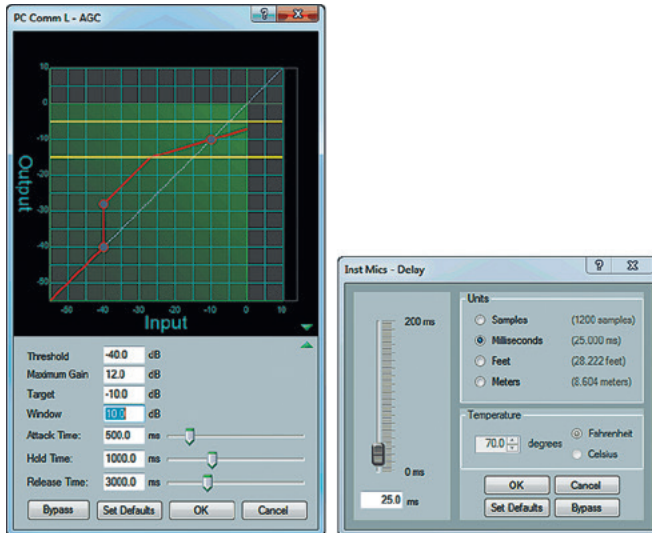 PC Comm L - AGC
10
0
-10
-20
-30
-40
-50
Output
-50
-40
-30
-20
-10
0
10
Input
Threshold -40.0 dB
Maximum Gain 12.0 dB
Target -10.0 dB
Window 10.0 dB
Attack Time: 500.0 ms
Hold Time: 1000.0 ms
Release Time: 3000.0 ms
Bypass Set Defaults OK Cancel
Inst Mics - Delay
200 ms
0 ms
25.0 ms
Units
Samples (1200 samples)
Milliseconds (25.000 ms)
Feet (28.222 feet)
Meters (8.604 meters)
Temperature
70.0 degrees
Fahrenheit
Celsius
OK Cancel
Set Defaults Bypass